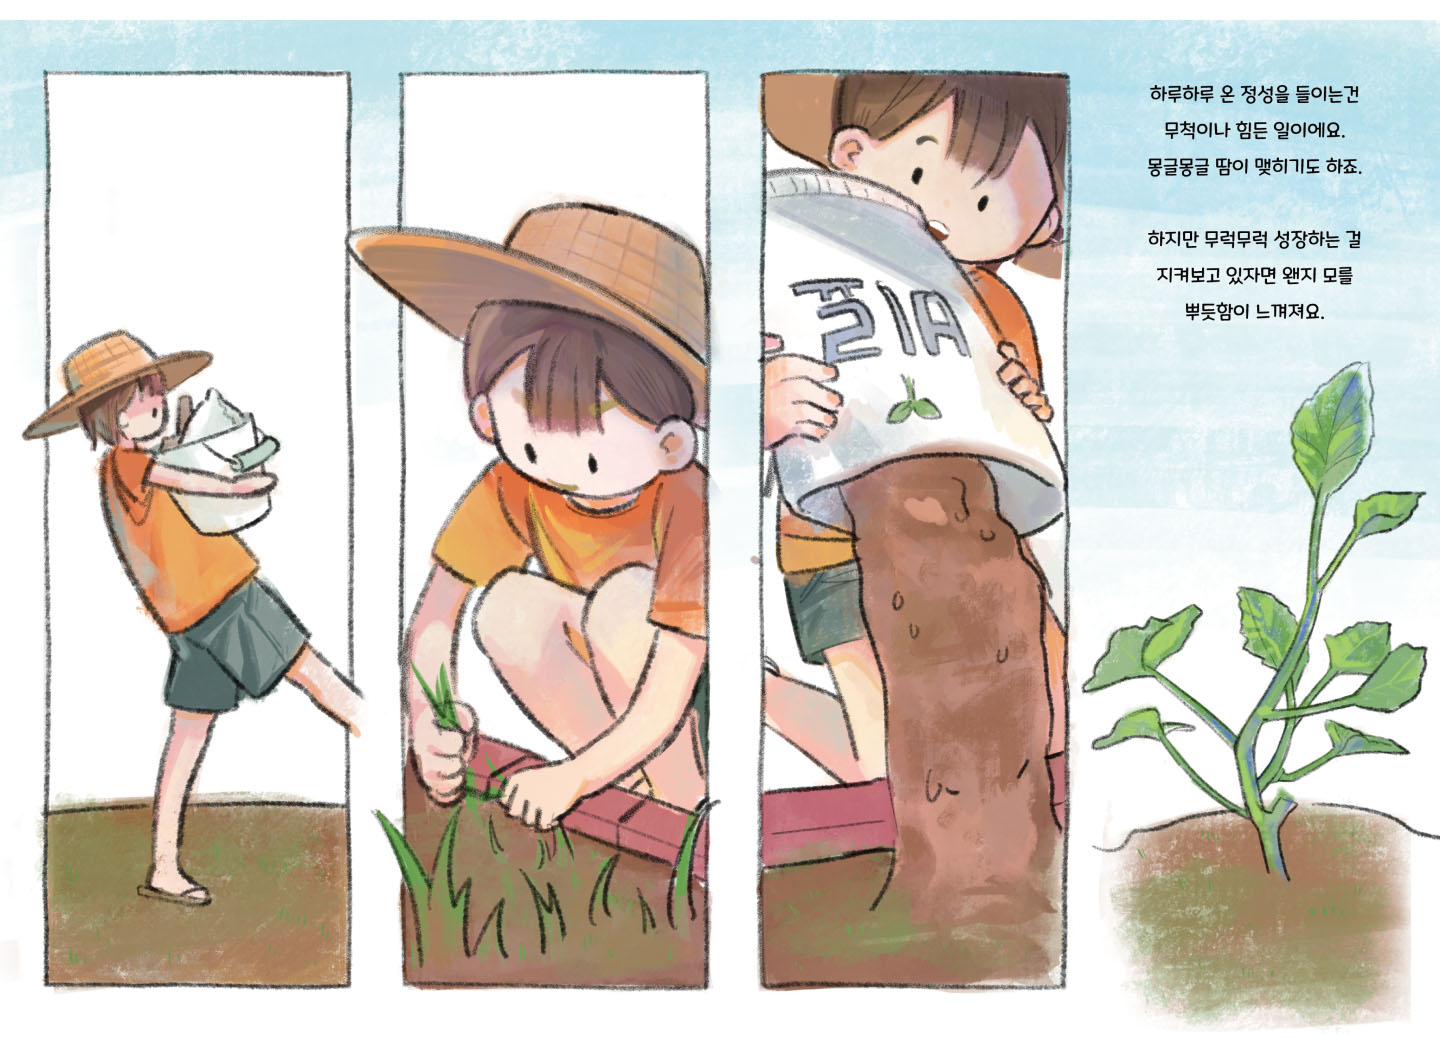 비료
하루하루 온 정성을 들이는건
무척이나 힘든 일이에요.
몽글몽글 땀이 맺히기도 하죠.
하지만 무럭무럭 성장하는 걸
지켜보고 있자면 왠지 모를
뿌듯함이 느껴져요.